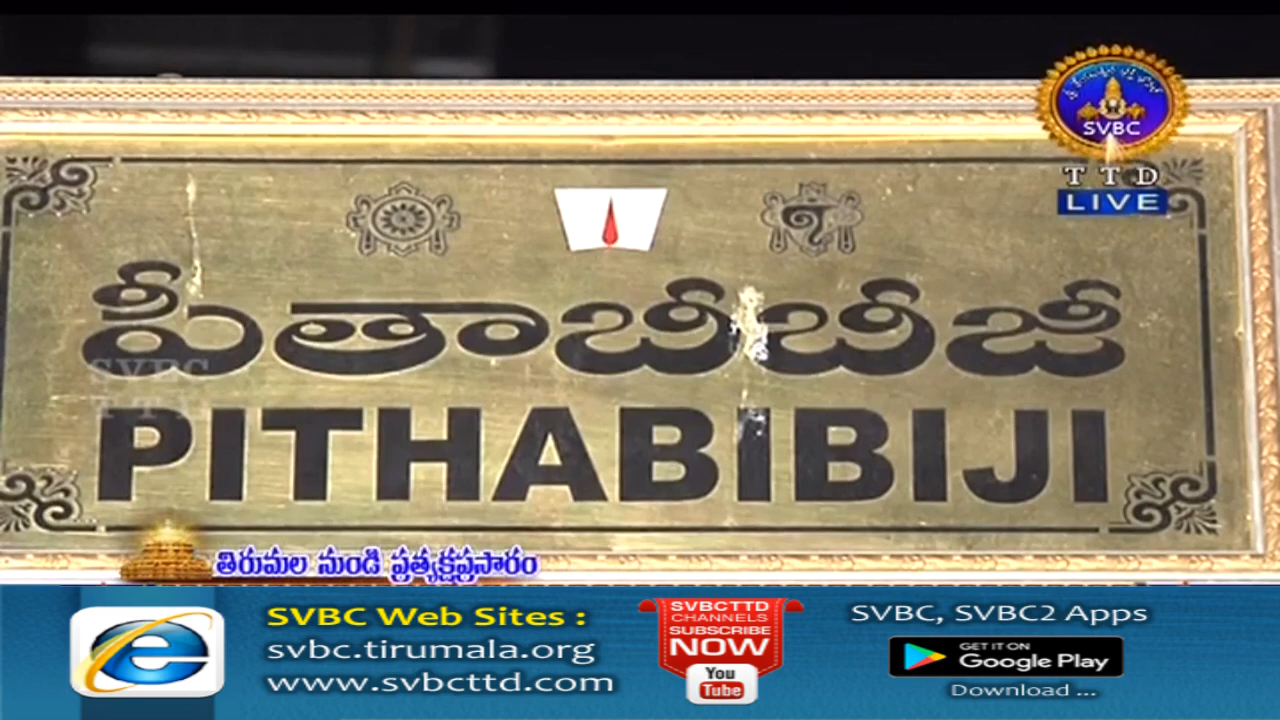 SVBC
T T D
LIVE
పీతాబీబీజీ
SVBC
PITHABIBIJI
తిరుమల నుండి ప్రత్యక్షప్రసారం
SVBC Web Sites :
svbc.tirumala.org
www.svbcttd.com
SVBCTTD
CHANNELS
SUBSCRIBE
NOW
You
Tube
SVBC, SVBC2 Apps
GET IT ON
Google Play
Download ...